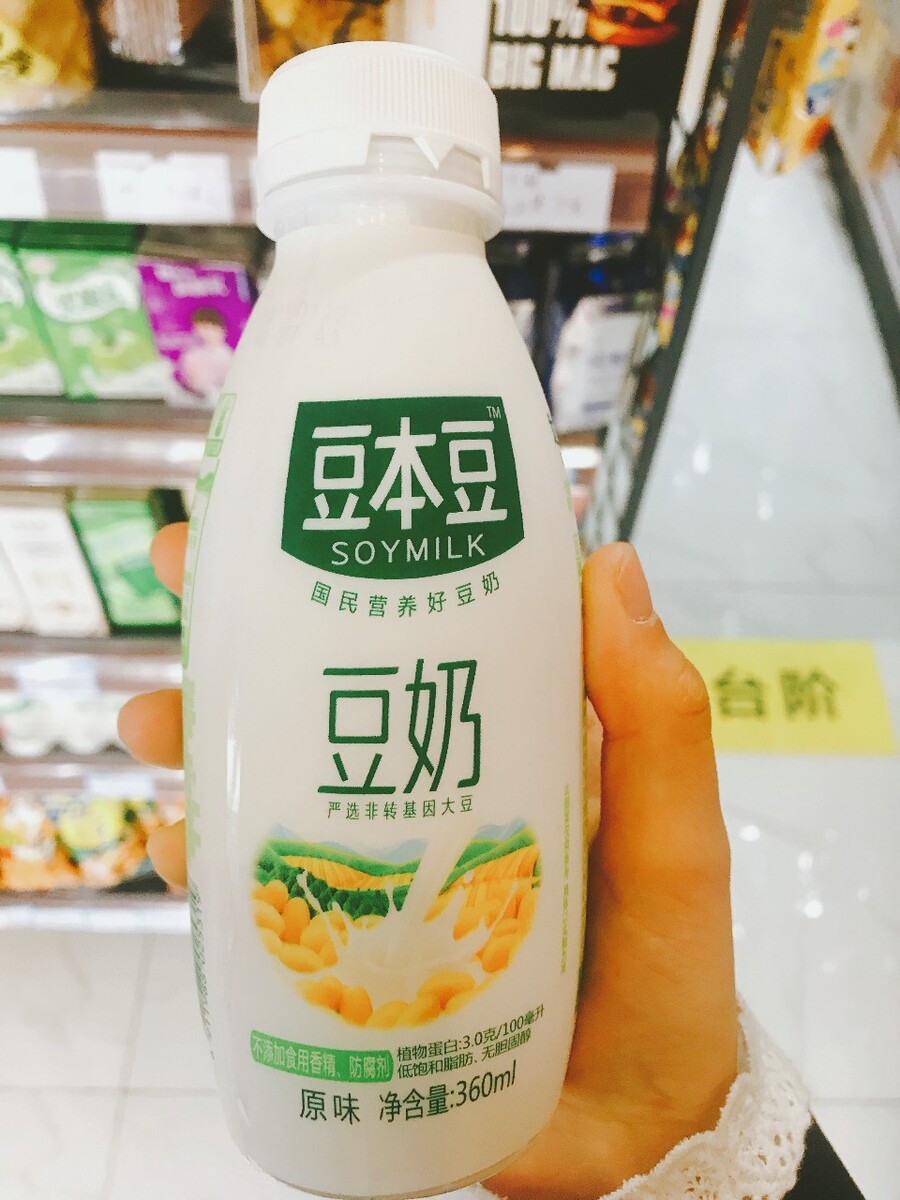 100%
BIG MAC
豆本豆
TM
SOYMILK
国民营养好豆奶
豆奶
严选非转基因大豆
不添加食用香精、防腐剂
植物蛋白:3.0克/100毫升
低饱和脂肪、无胆固醇
原味 净含量:360ml
台阶